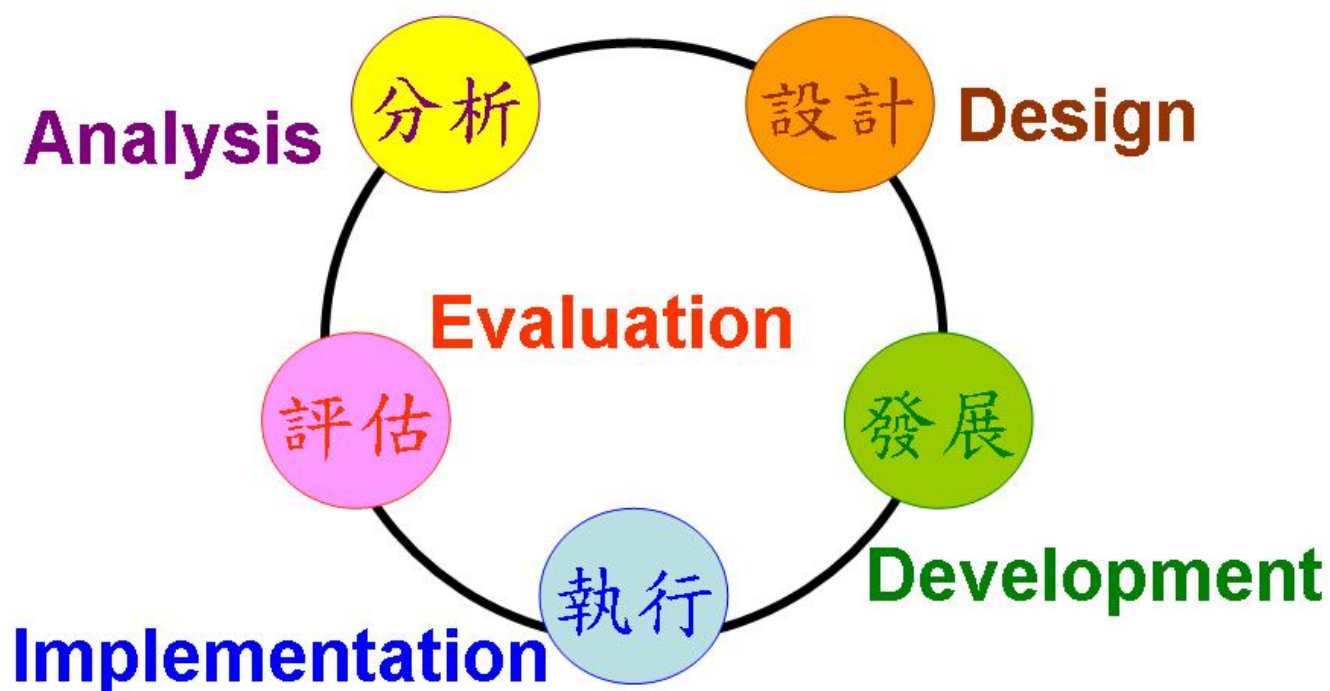 Analysis
分析
設計
Design
Evaluation
評估
發展
Development
執行
Implementation